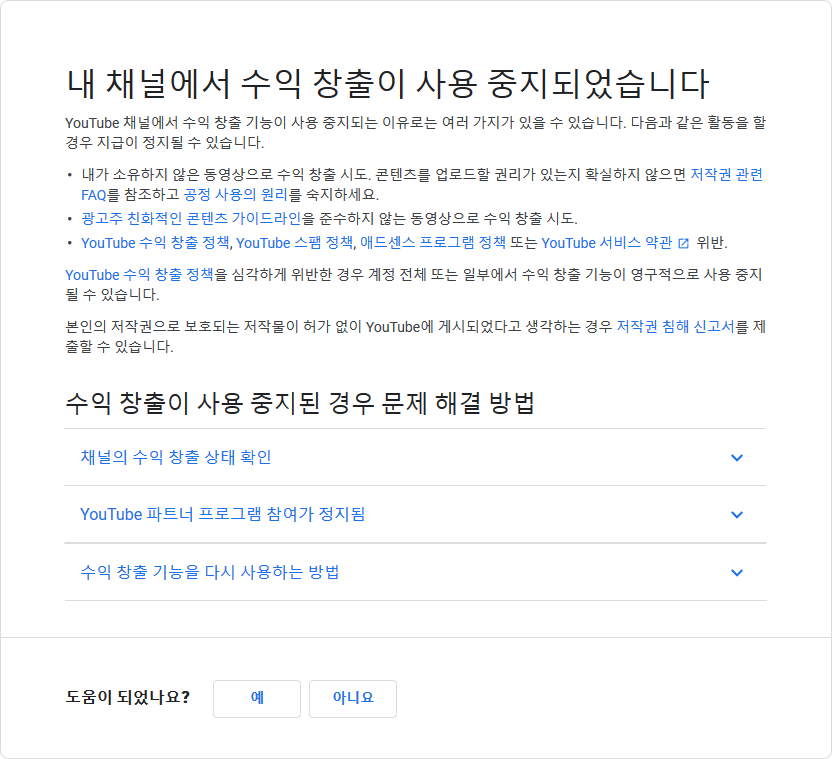 내 채널에서 수익 창출이 사용 중지되었습니다
YouTube 채널에서 수익 창출 기능이 사용 중지되는 이유로는 여러 가지가 있을 수 있습니다. 다음과 같은 활동을 할
경우 지급이 정지될 수 있습니다.
• 내가 소유하지 않은 동영상으로 수익 창출 시도. 콘텐츠를 업로드할 권리가 있는지 확실하지 않으면 저작권 관련
FAQ를 참조하고 공정 사용의 원리를 숙지하세요.
• 광고주 친화적인 콘텐츠 가이드라인을 준수하지 않는 동영상으로 수익 창출 시도.
• YouTube 수익 창출 정책, YouTube 스팸 정책, 애드센스 프로그램 정책 또는 YouTube 서비스 약관 위반.
YouTube 수익 창출 정책을 심각하게 위반한 경우 계정 전체 또는 일부에서 수익 창출 기능이 영구적으로 사용 중지
될 수 있습니다.
본인의 저작권으로 보호되는 저작물이 허가 없이 YouTube에 게시되었다고 생각하는 경우 저작권 침해 신고서를 제
출할 수 있습니다.
수익 창출이 사용 중지된 경우 문제 해결 방법
채널의 수익 창출 상태 확인
YouTube 파트너 프로그램 참여가 정지됨
수익 창출 기능을 다시 사용하는 방법
도움이 되었나요? 예 아니요